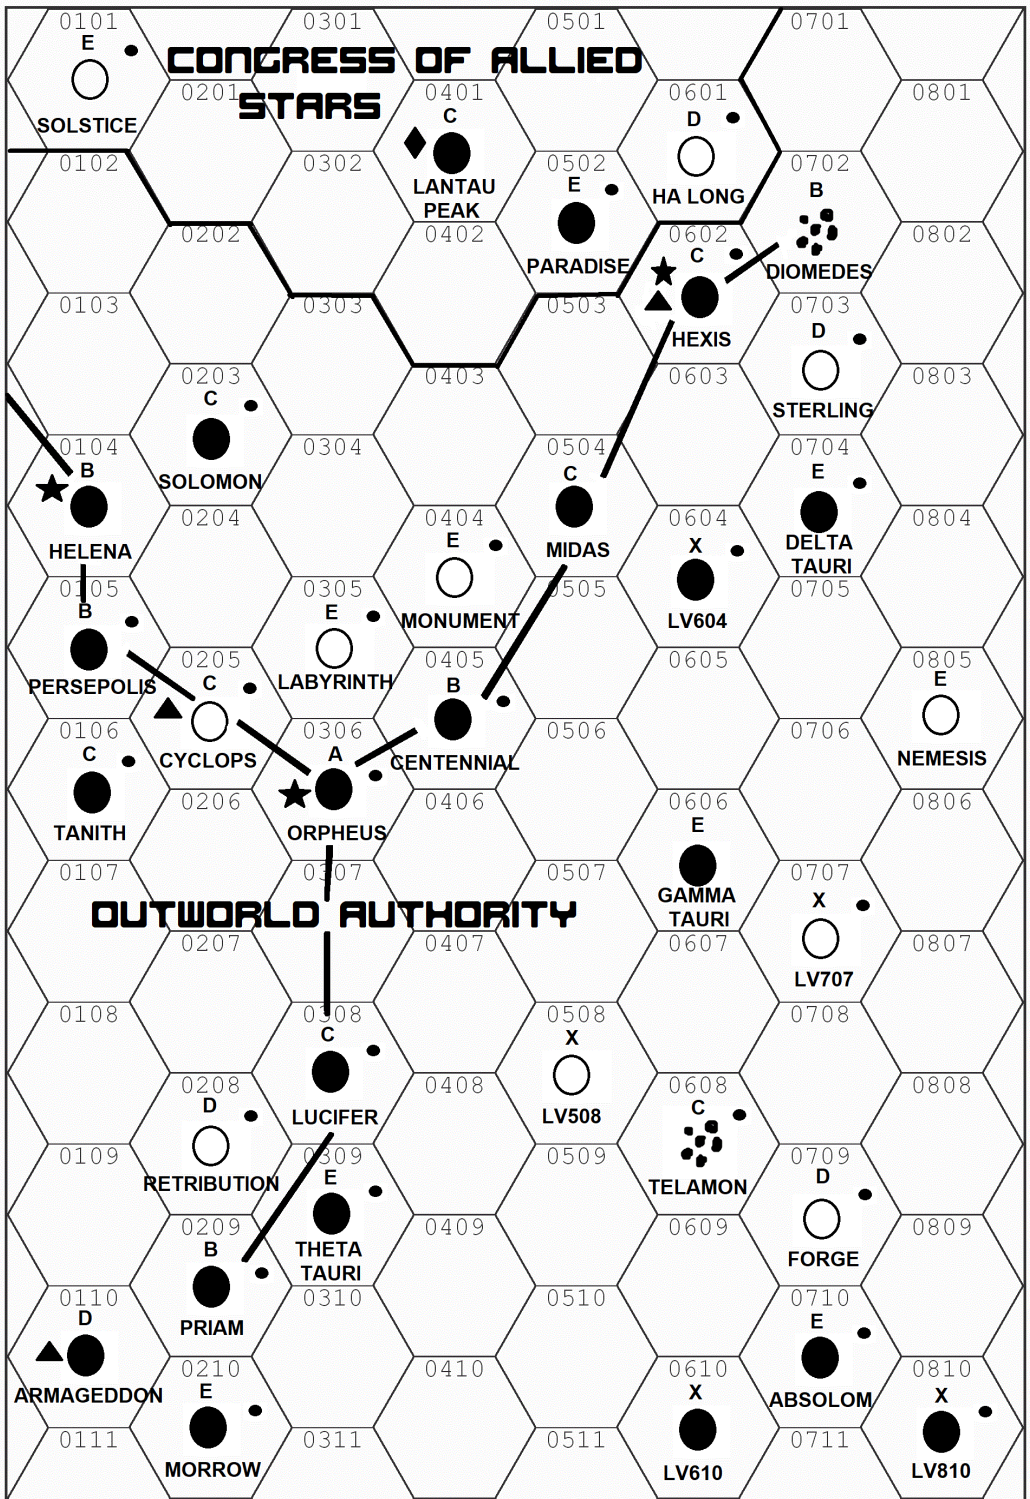 0101 0301 0501 0701
E
CONGRESS OF ALLIED
STARS
0201 0401 0601 0801
C D
SOLSTICE
0102 0302 0502 0702
LANTAU
PEAK
E
HA LONG
B
0202 0402 0602 0802
C
PARADISE
DIOMEDES
0103 0303 0503 0703
D
HEXIS
0203 0403 0603 0803
C
STERLING
0104 0304 0504 0704
B C E
SOLOMON
0204 0404 0604 0804
E X
HELENA
MIDAS
DELTA
TAURI
0105 0305 0505 0705
B E
MONUMENT
LV604
0205 0405 0605 0805
PERSEPOLIS
C
LABYRINTH
B E
0106 0306 0506 0706
C A
CYCLOPS
CENTENNIAL
NEMESIS
0206 0406 0606 0806
TANITH
ORPHEUS
E
0107 0307 0507 0707
GAMMA
TAURI
X
OUTWORLD AUTHORITY
0207 0407 0607 0807
LV707
0108 0308 0508 0708
C X
0208 0408 0608 0808
D C
LUCIFER
LV508
0109 0309 0509 0709
RETRIBUTION
E
TELAMON
D
0209 0409 0609 0809
B
THETA
TAURI
FORGE
0110 0310 0510 0710
D
PRIAM
E
0210 0410 0610 0810
ARMAGEDDON
E X
ABSOLOM
X
0111 0311 0511 0711
MORROW
LV610
LV810